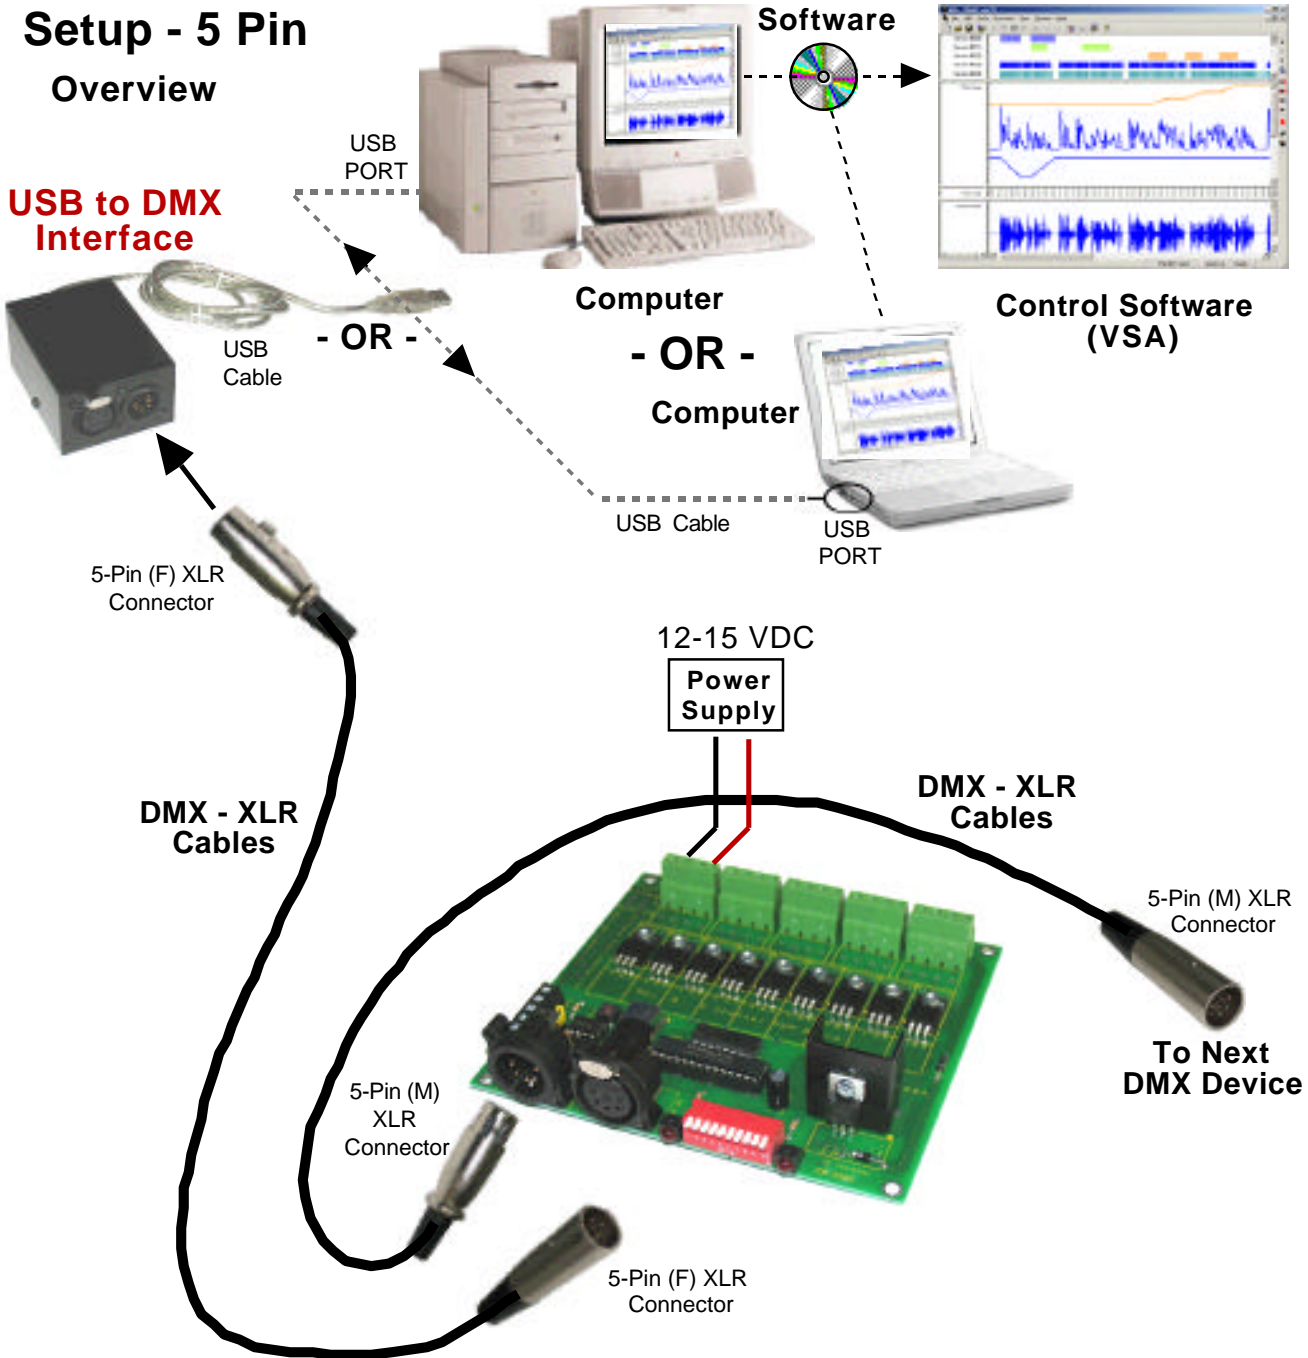 Setup - 5 Pin
Overview
Software
USB
PORT
USB to DMX
Interface
Computer
Control Software
(VSA)
- OR -
USB
Cable
- OR -
Computer
USB Cable
USB
PORT
5-Pin (F) XLR
Connector
12-15 VDC
Power
Supply
DMX - XLR
Cables
DMX - XLR
Cables
5-Pin (M) XLR
Connector
To Next
DMX Device
5-Pin (M)
XLR
Connector
5-Pin (F) XLR
Connector